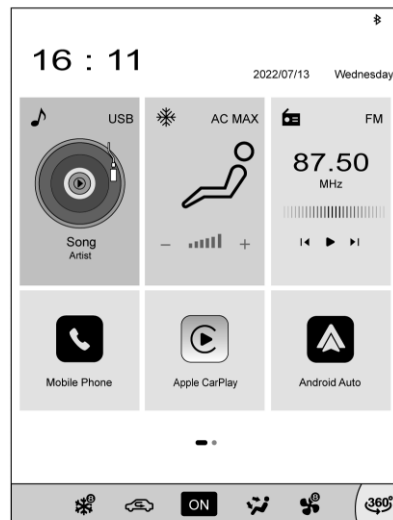 16 : 11
2022/07/13 Wednesday
USB
Song
Artist
AC MAX
FM
87.50
MHz
Mobile Phone
Apple CarPlay
Android Auto
ON
360°